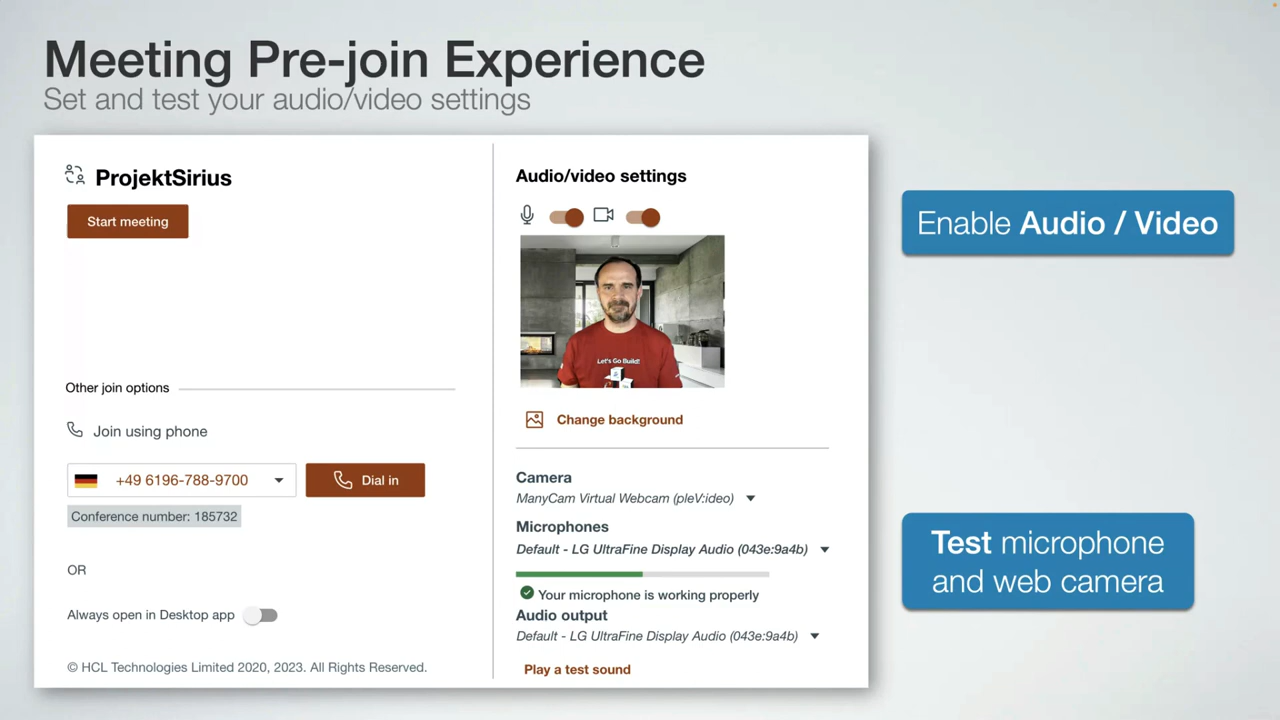 Meeting Pre-join Experience
Set and test your audio/video settings
ProjektSirius
Start meeting
Other join options
Join using phone
+49 6196-788-9700
Dial in
Conference number: 185732
OR
Always open in Desktop app
© HCL Technologies Limited 2020, 2023. All Rights Reserved.
Audio/video settings
Let's Go Build!
Change background
Camera
ManyCam Virtual Webcam (pleV:ideo)
Microphones
Default - LG UltraFine Display Audio (043e:9a4b)
Your microphone is working properly
Audio output
Default - LG UltraFine Display Audio (043e:9a4b)
Play a test sound
Enable Audio / Video
Test microphone
and web camera